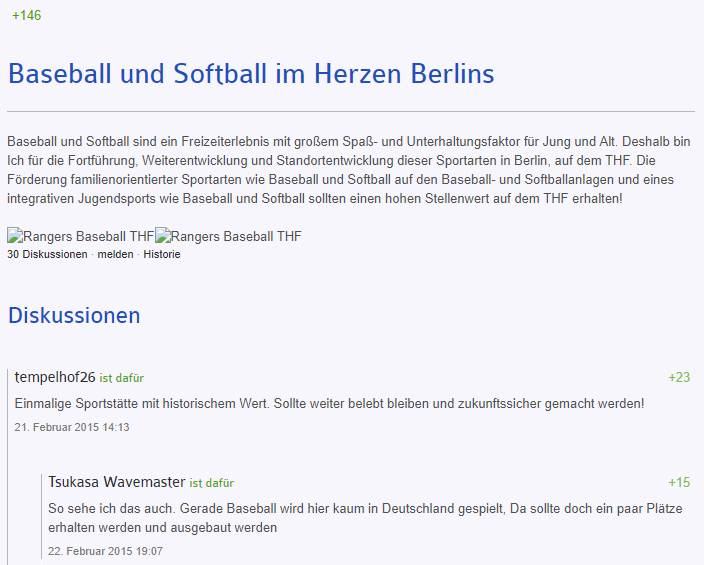 +146
Baseball und Softball im Herzen Berlins
Baseball und Softball sind ein Freizeiterlebnis mit großem Spaß- und Unterhaltungsfaktor für Jung und Alt. Deshalb bin
Ich für die Fortführung, Weiterentwicklung und Standortentwicklung dieser Sportarten in Berlin, auf dem THF. Die
Förderung familienorientierter Sportarten wie Baseball und Softball auf den Baseball- und Softballanlagen und eines
integrativen Jugendsports wie Baseball und Softball sollten einen hohen Stellenwert auf dem THF erhalten!
Rangers Baseball THF Rangers Baseball THF
30 Diskussionen · melden · Historie
Diskussionen
tempelhof26 ist dafür +23
Einmalige Sportstätte mit historischem Wert. Sollte weiter belebt bleiben und zukunftssicher gemacht werden!
21. Februar 2015 14:13
Tsukasa Wavemaster ist dafür +15
So sehe ich das auch. Gerade Baseball wird hier kaum in Deutschland gespielt, Da sollte doch ein paar Plätze
erhalten werden und ausgebaut werden
22. Februar 2015 19:07